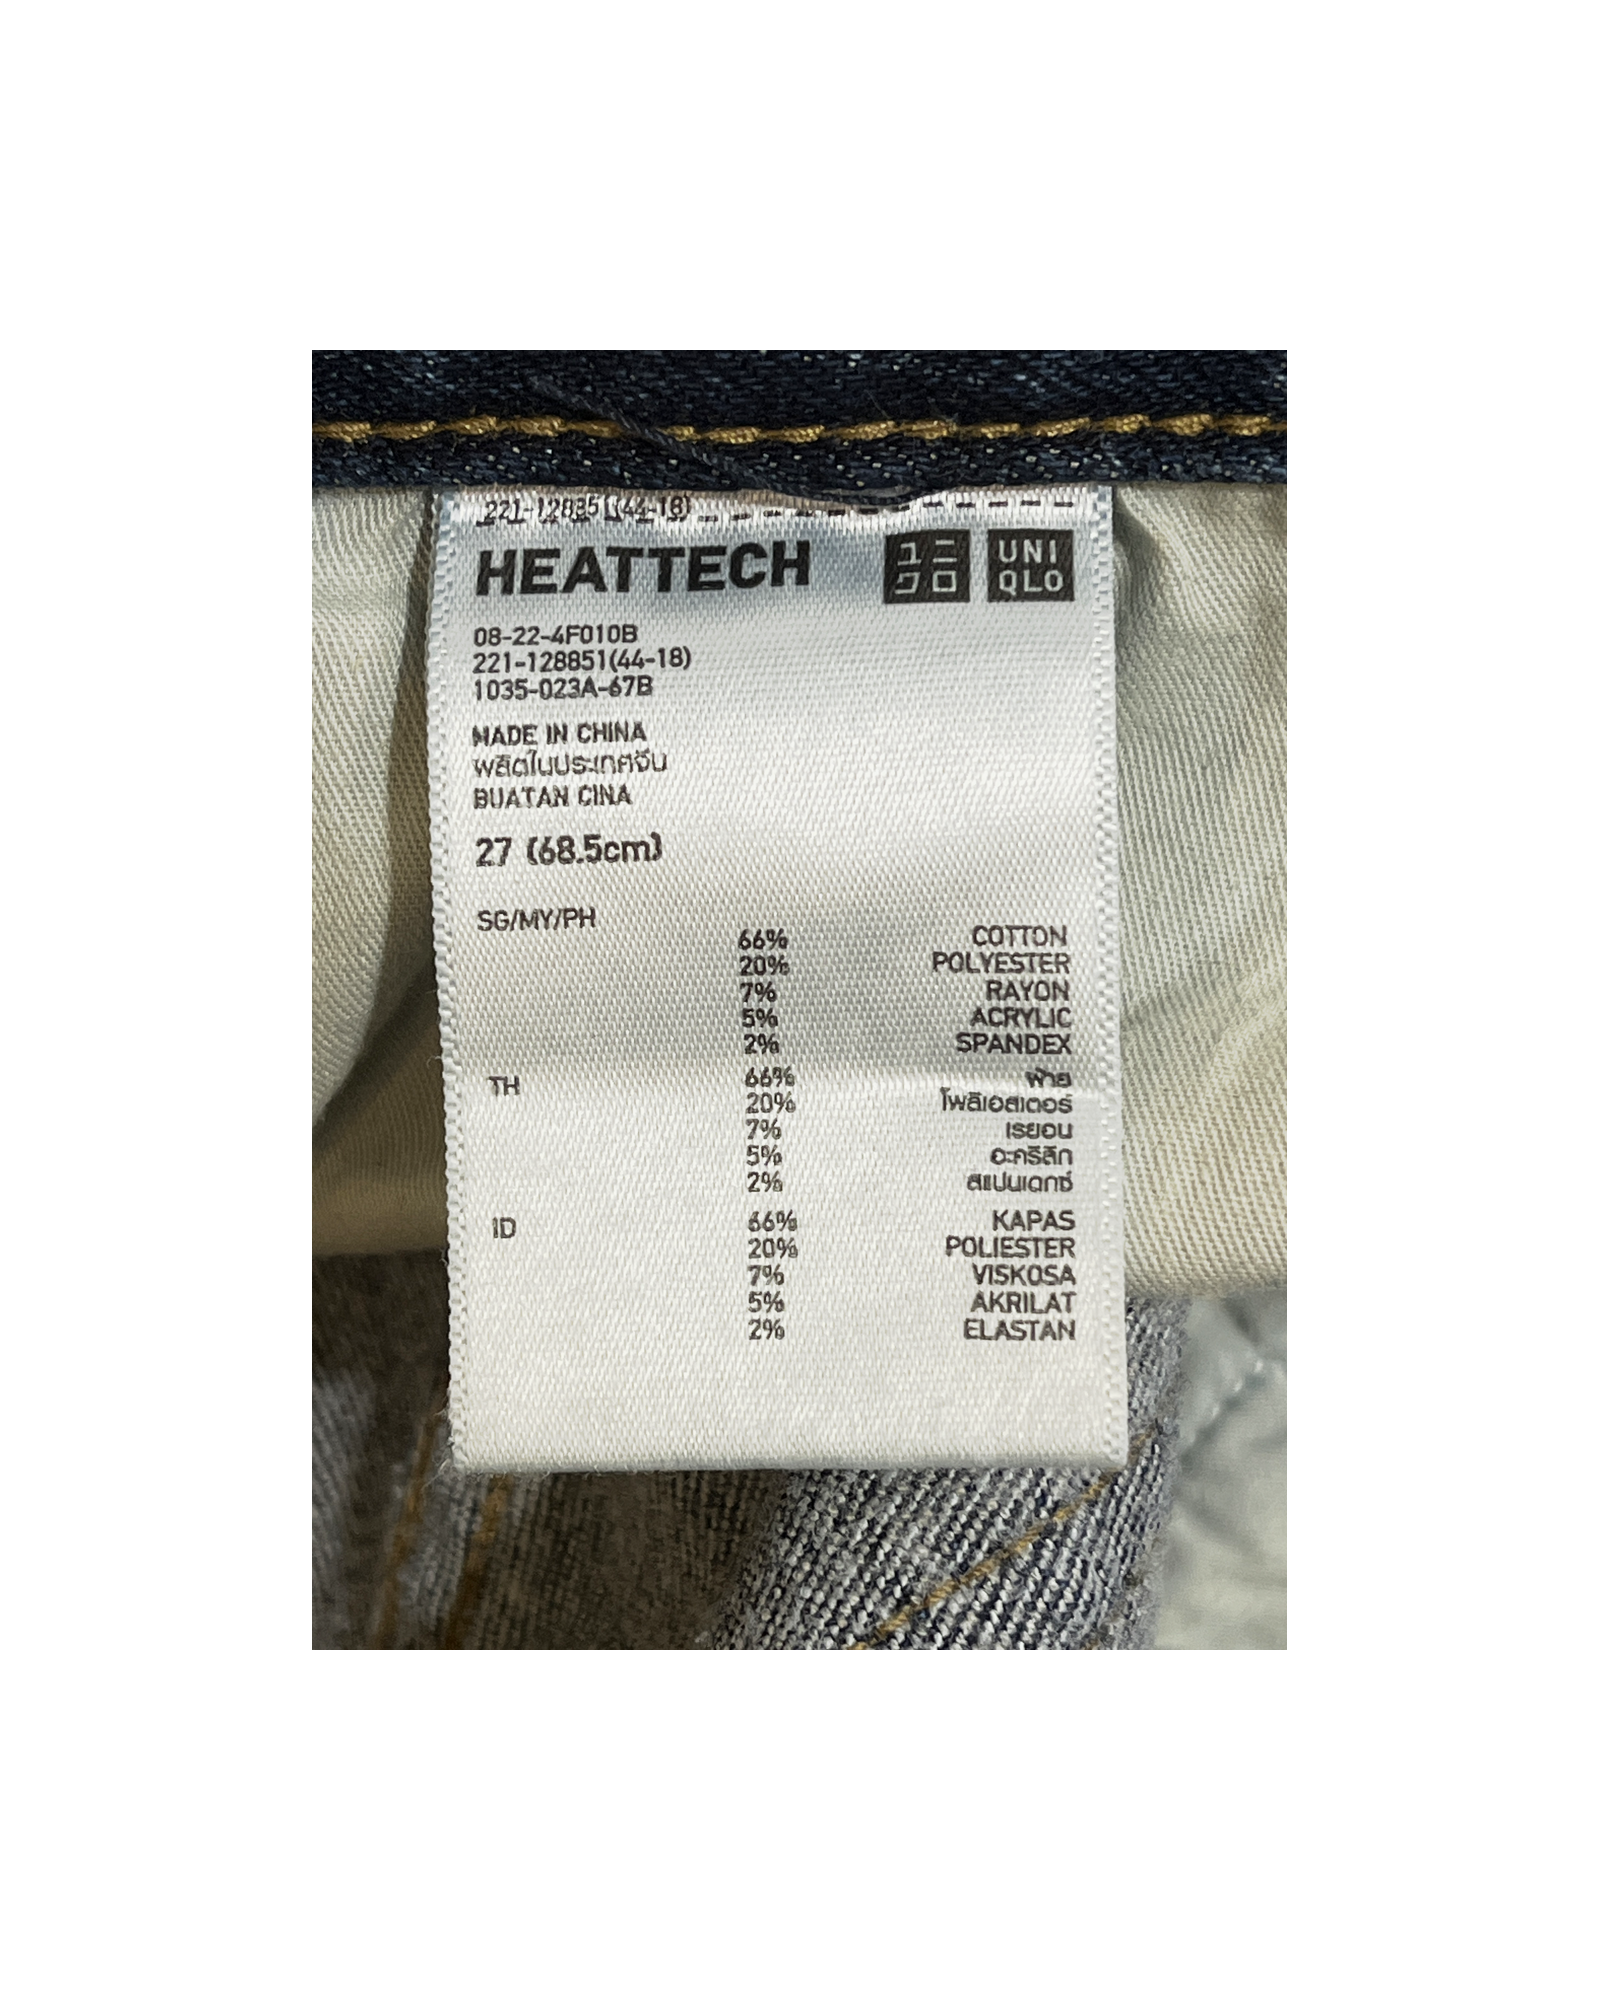 221-128851(44-18)
HEATTECH ユニクロ UNIQLO
08-22-4F010B
221-128851(44-18)
1035-023A-67B
MADE IN CHINA
ผลิตในประเทศจีน
BUATAN CINA
27 (68.5cm)
SG/MY/PH
66% COTTON
20% POLYESTER
7% RAYON
5% ACRYLIC
2% SPANDEX
TH 66% ฝ้าย
20% โพลีเอสเตอร์
7% เรยอน
5% อะคริลิก
2% สแปนเดกซ์
ID 66% KAPAS
20% POLIESTER
7% VISKOSA
5% AKRILAT
2% ELASTAN